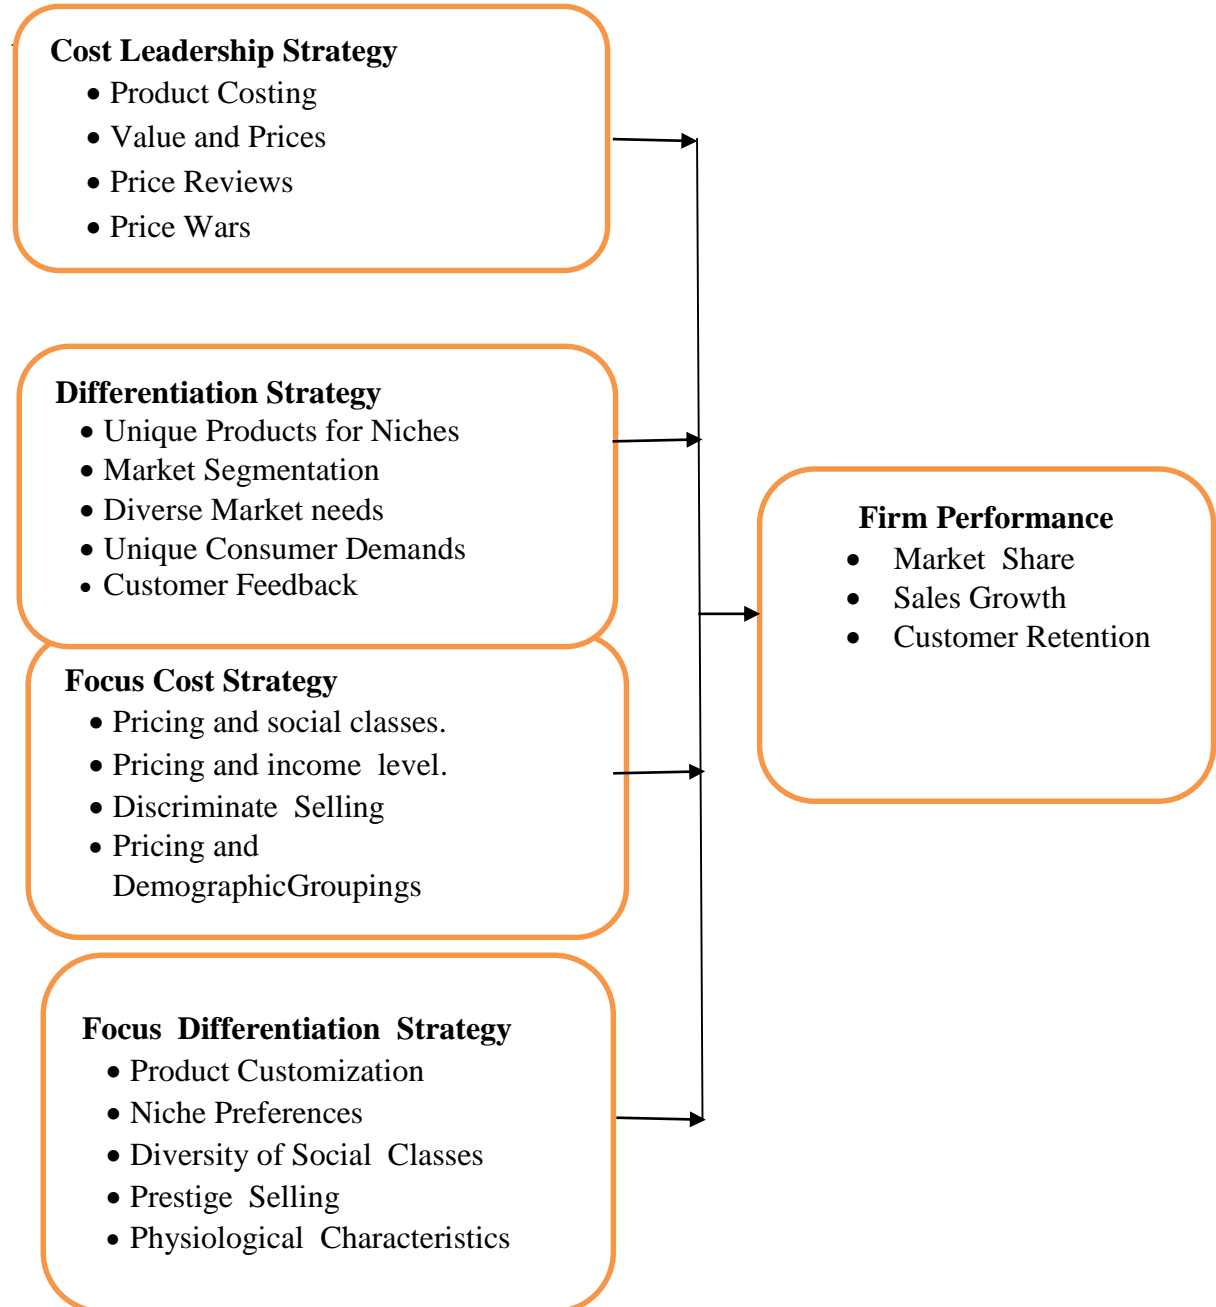 Cost Leadership Strategy
• Product Costing
• Value and Prices
• Price Reviews
• Price Wars
Differentiation Strategy
• Unique Products for Niches
• Market Segmentation
• Diverse Market needs
• Unique Consumer Demands
• Customer Feedback
Focus Cost Strategy
• Pricing and social classes.
• Pricing and income level.
• Discriminate Selling
• Pricing and
DemographicGroupings
Focus Differentiation Strategy
• Product Customization
• Niche Preferences
• Diversity of Social Classes
• Prestige Selling
• Physiological Characteristics
Firm Performance
• Market Share
• Sales Growth
• Customer Retention